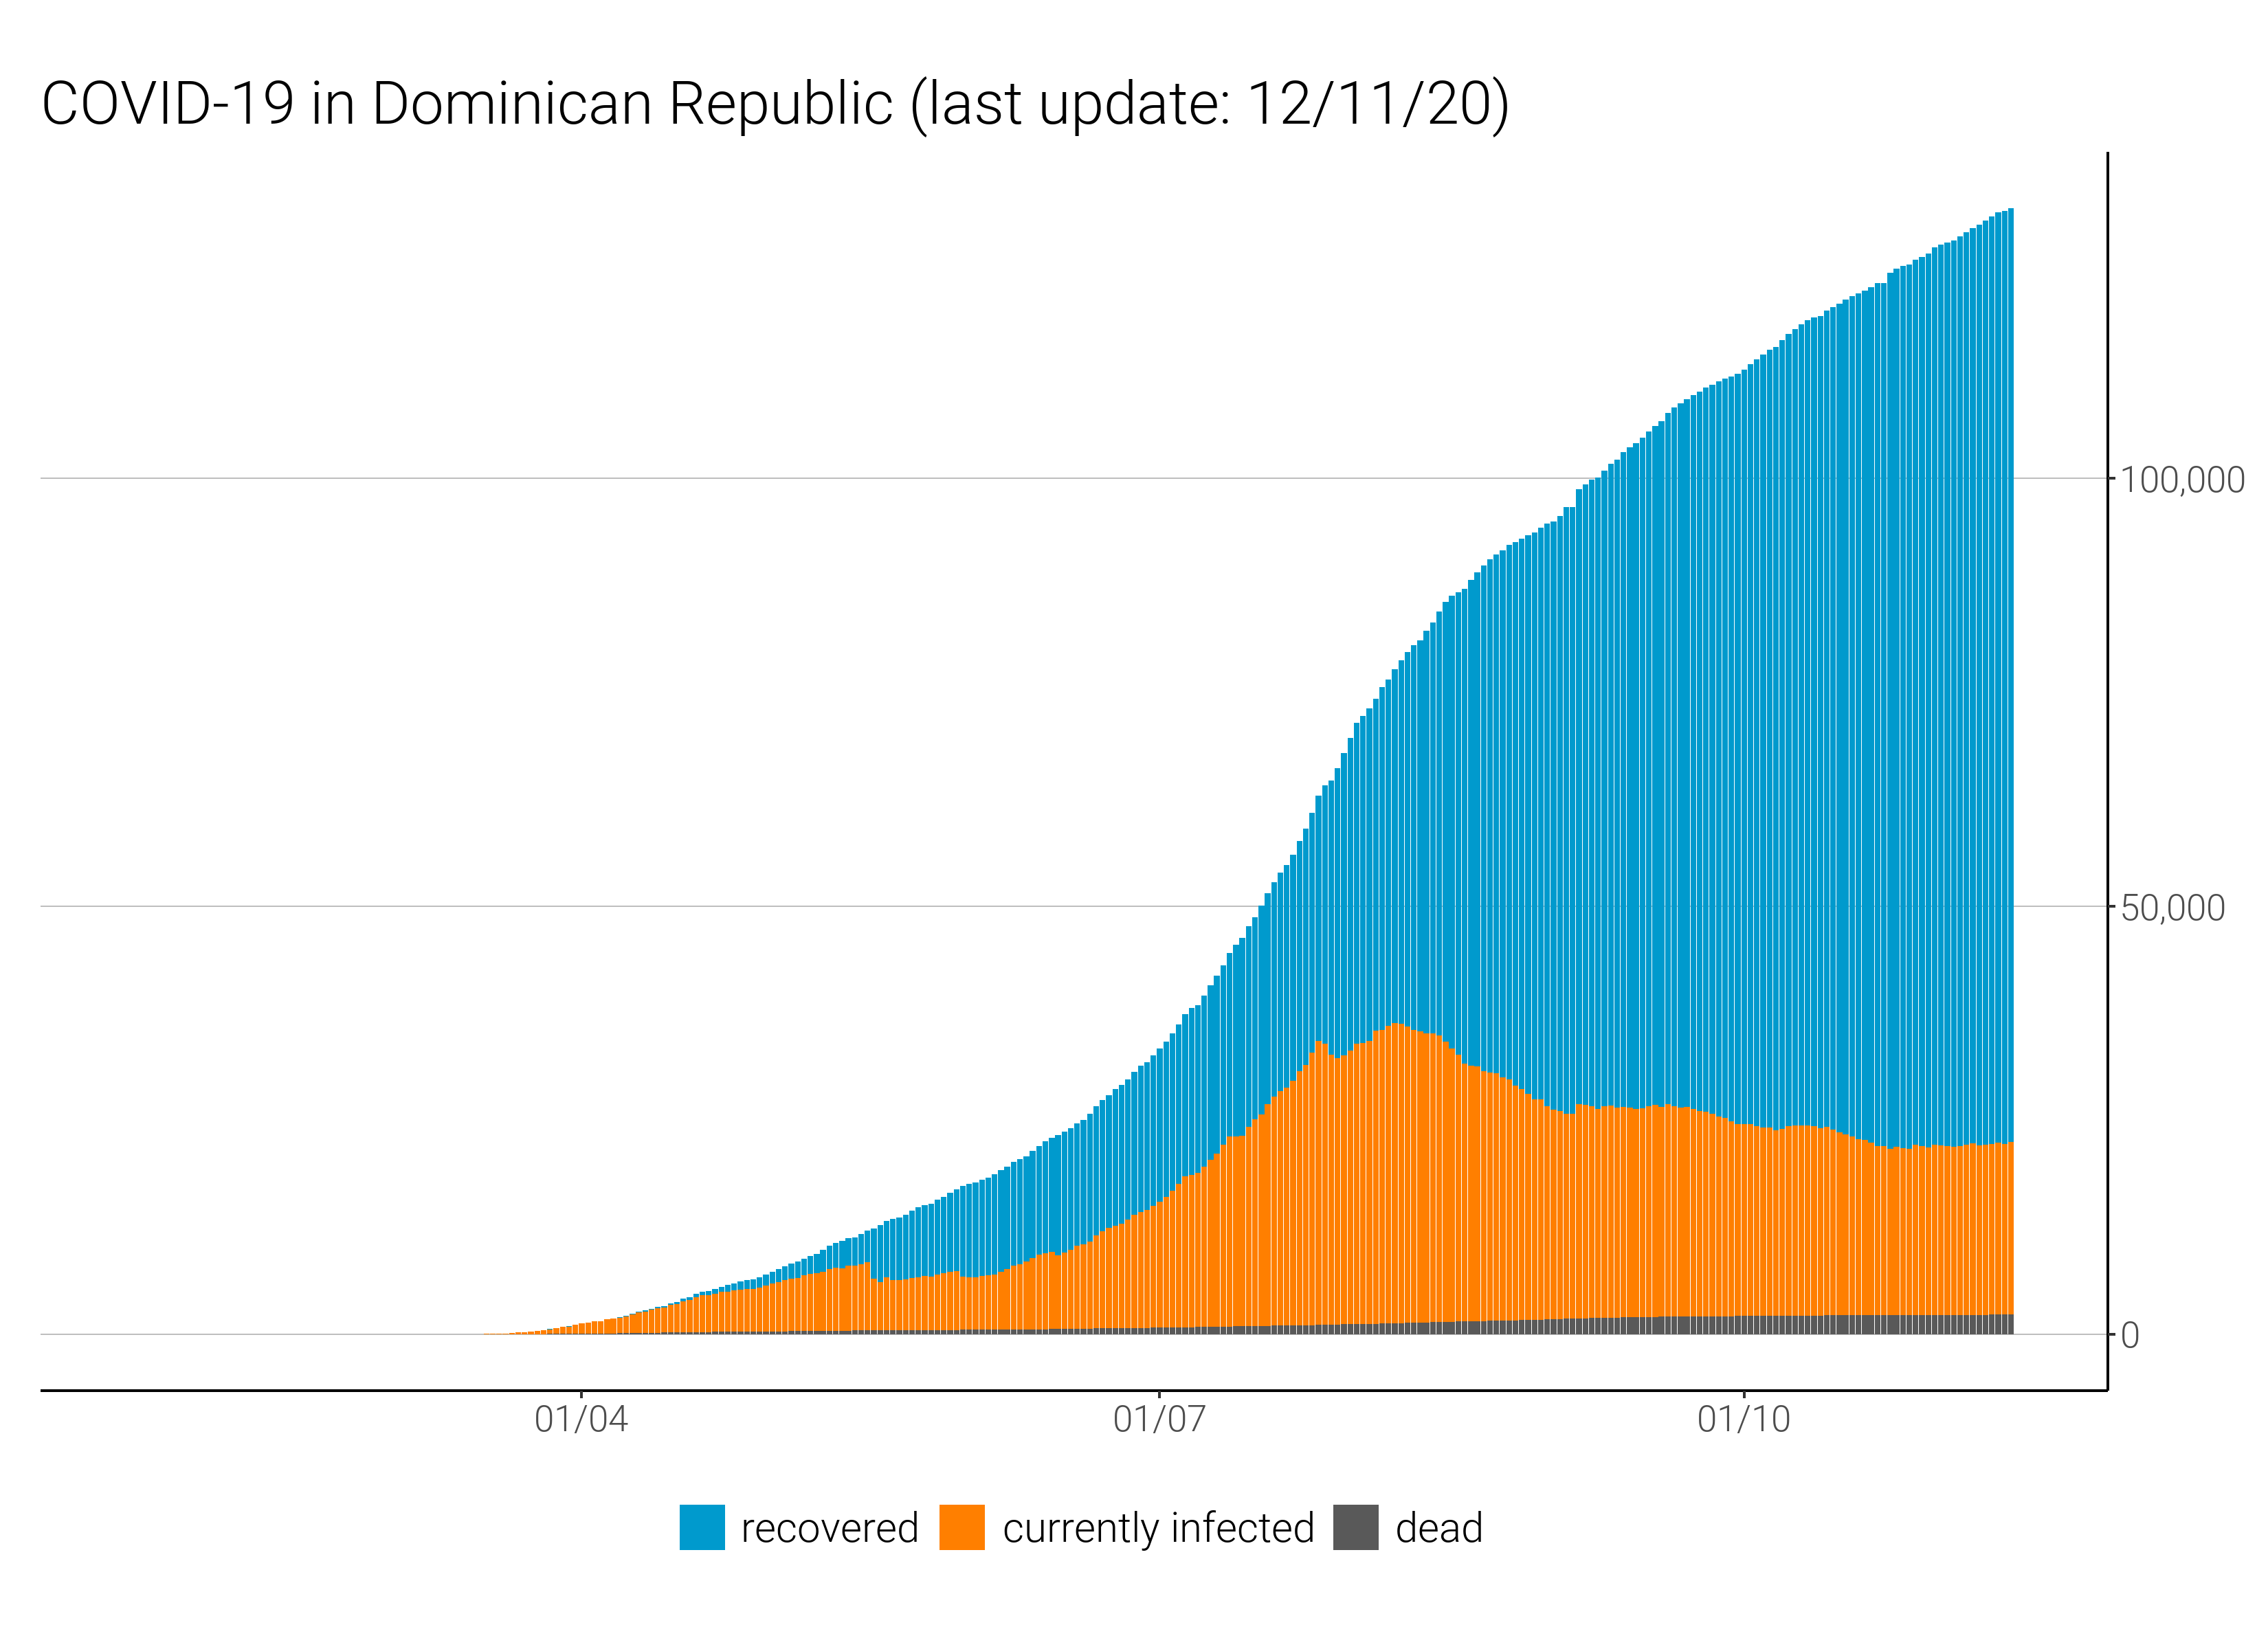 COVID-19 in Dominican Republic (last update: 12/11/20)
100,000
50,000
0
01/04 01/07 01/10
recovered currently infected dead